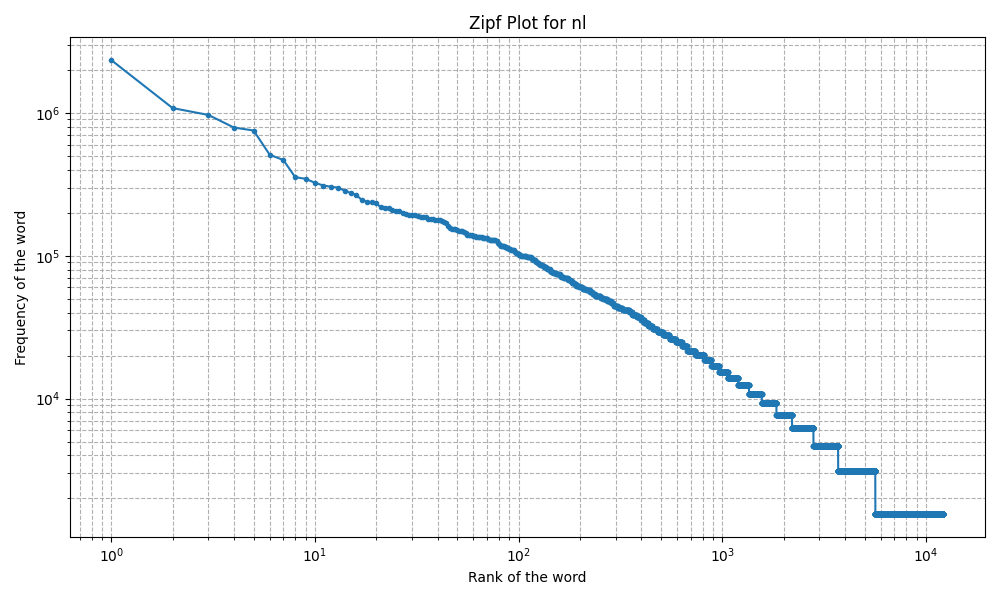 Zipf Plot for nl
Frequency of the word
10^6
10^5
10^4
10^0 10^1 10^2 10^3 10^4
Rank of the word